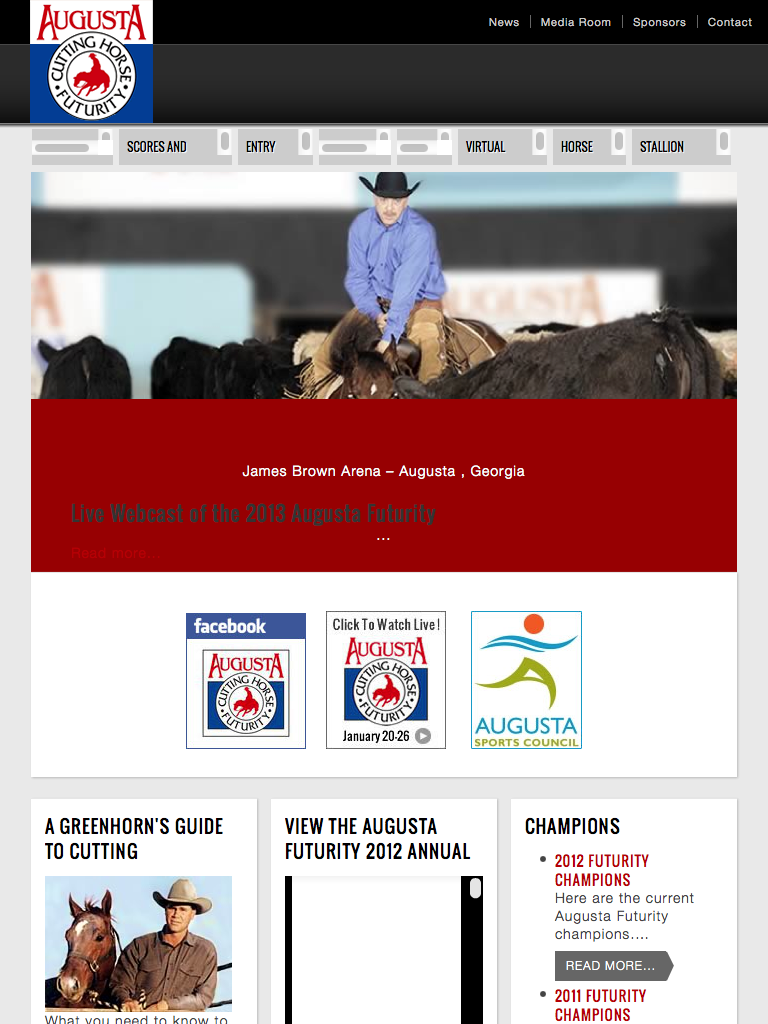 AUGUSTA
CUTTING HORSE
FUTURITY
News
Media Room
Sponsors
Contact
SCORES AND
ENTRY
VIRTUAL
HORSE
STALLION
AUGUSTA
James Brown Arena – Augusta , Georgia
Live Webcast of the 2013 Augusta Futurity
...
Read more...
facebook
AUGUSTA
CUTTING HORSE
FUTURITY
Click To Watch Live!
AUGUSTA
CUTTING HORSE
FUTURITY
January 20-26
AUGUSTA
SPORTS COUNCIL
A GREENHORN'S GUIDE
TO CUTTING
What you need to know to
VIEW THE AUGUSTA
FUTURITY 2012 ANNUAL
CHAMPIONS
2012 FUTURITY
CHAMPIONS
Here are the current
Augusta Futurity
champions....
READ MORE...
2011 FUTURITY
CHAMPIONS